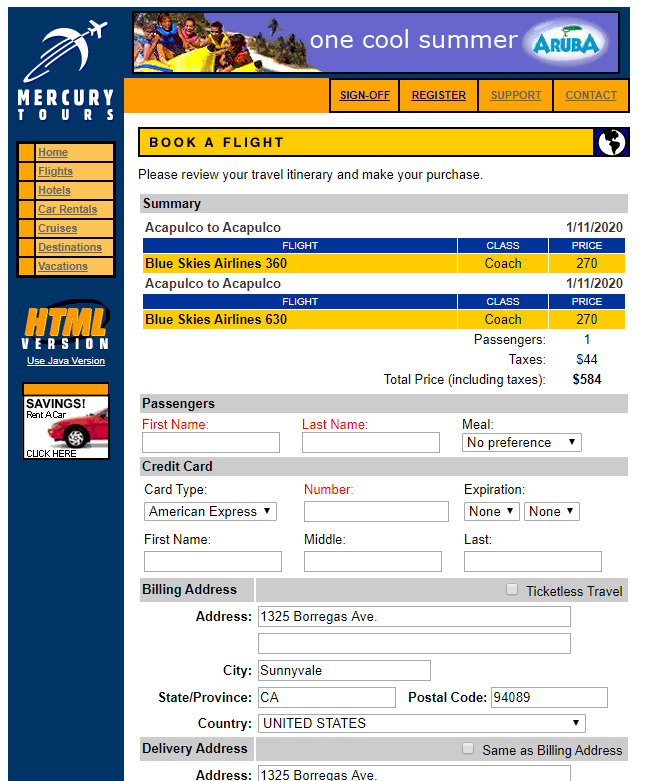 one cool summer ARUBA
MERCURY
TOURS
SIGN-OFF REGISTER SUPPORT CONTACT
Home
Flights
Hotels
Car Rentals
Cruises
Destinations
Vacations
HTML
VERSION
Use Java Version
SAVINGS!
Rent A Car
CLICK HERE
BOOK A FLIGHT
Please review your travel itinerary and make your purchase.
Summary
Acapulco to Acapulco 1/11/2020
FLIGHT CLASS PRICE
Blue Skies Airlines 360 Coach 270
Acapulco to Acapulco 1/11/2020
FLIGHT CLASS PRICE
Blue Skies Airlines 630 Coach 270
Passengers: 1
Taxes: $44
Total Price (including taxes): $584
Passengers
First Name: Last Name: Meal:
No preference
Credit Card
Card Type: Number: Expiration:
American Express None None
First Name: Middle: Last:
Billing Address Ticketless Travel
Address: 1325 Borregas Ave.
City: Sunnyvale
State/Province: CA Postal Code: 94089
Country: UNITED STATES
Delivery Address Same as Billing Address
Address: 1325 Borregas Ave.